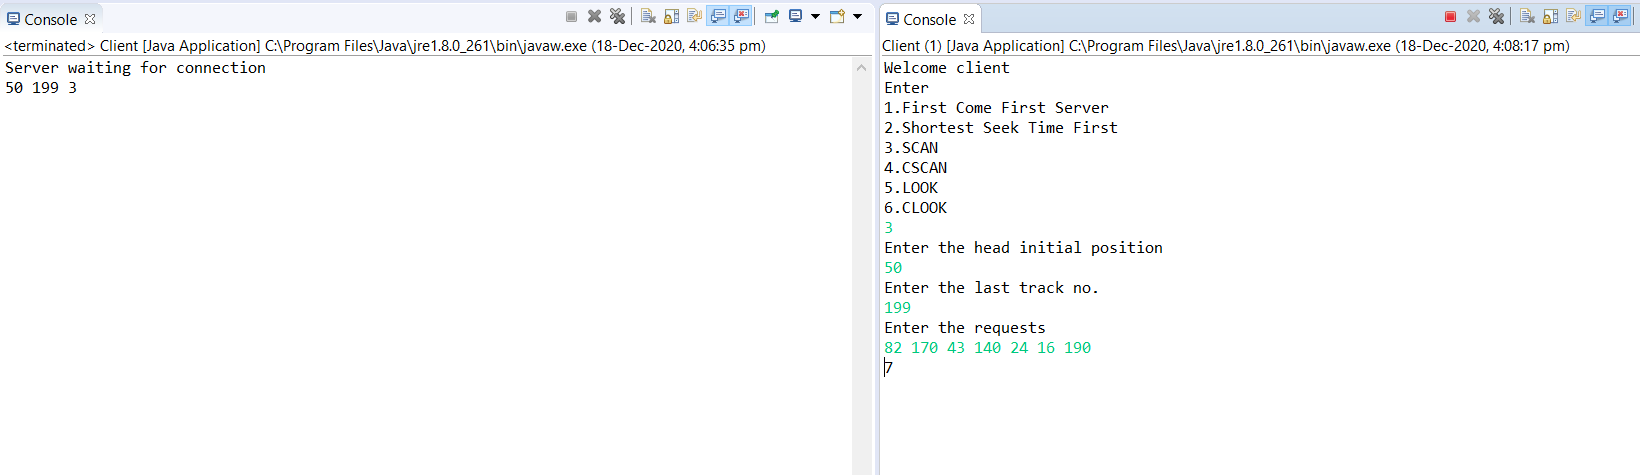 Console
<terminated> Client [Java Application] C:\Program Files\Java\jre1.8.0_261\bin\javaw.exe (18-Dec-2020, 4:06:35 pm)
Server waiting for connection
50 199 3
Console
Client (1) [Java Application] C:\Program Files\Java\jre1.8.0_261\bin\javaw.exe (18-Dec-2020, 4:08:17 pm)
Welcome client
Enter
1.First Come First Server
2.Shortest Seek Time First
3.SCAN
4.CSCAN
5.LOOK
6.CLOOK
3
Enter the head initial position
50
Enter the last track no.
199
Enter the requests
82 170 43 140 24 16 190
7